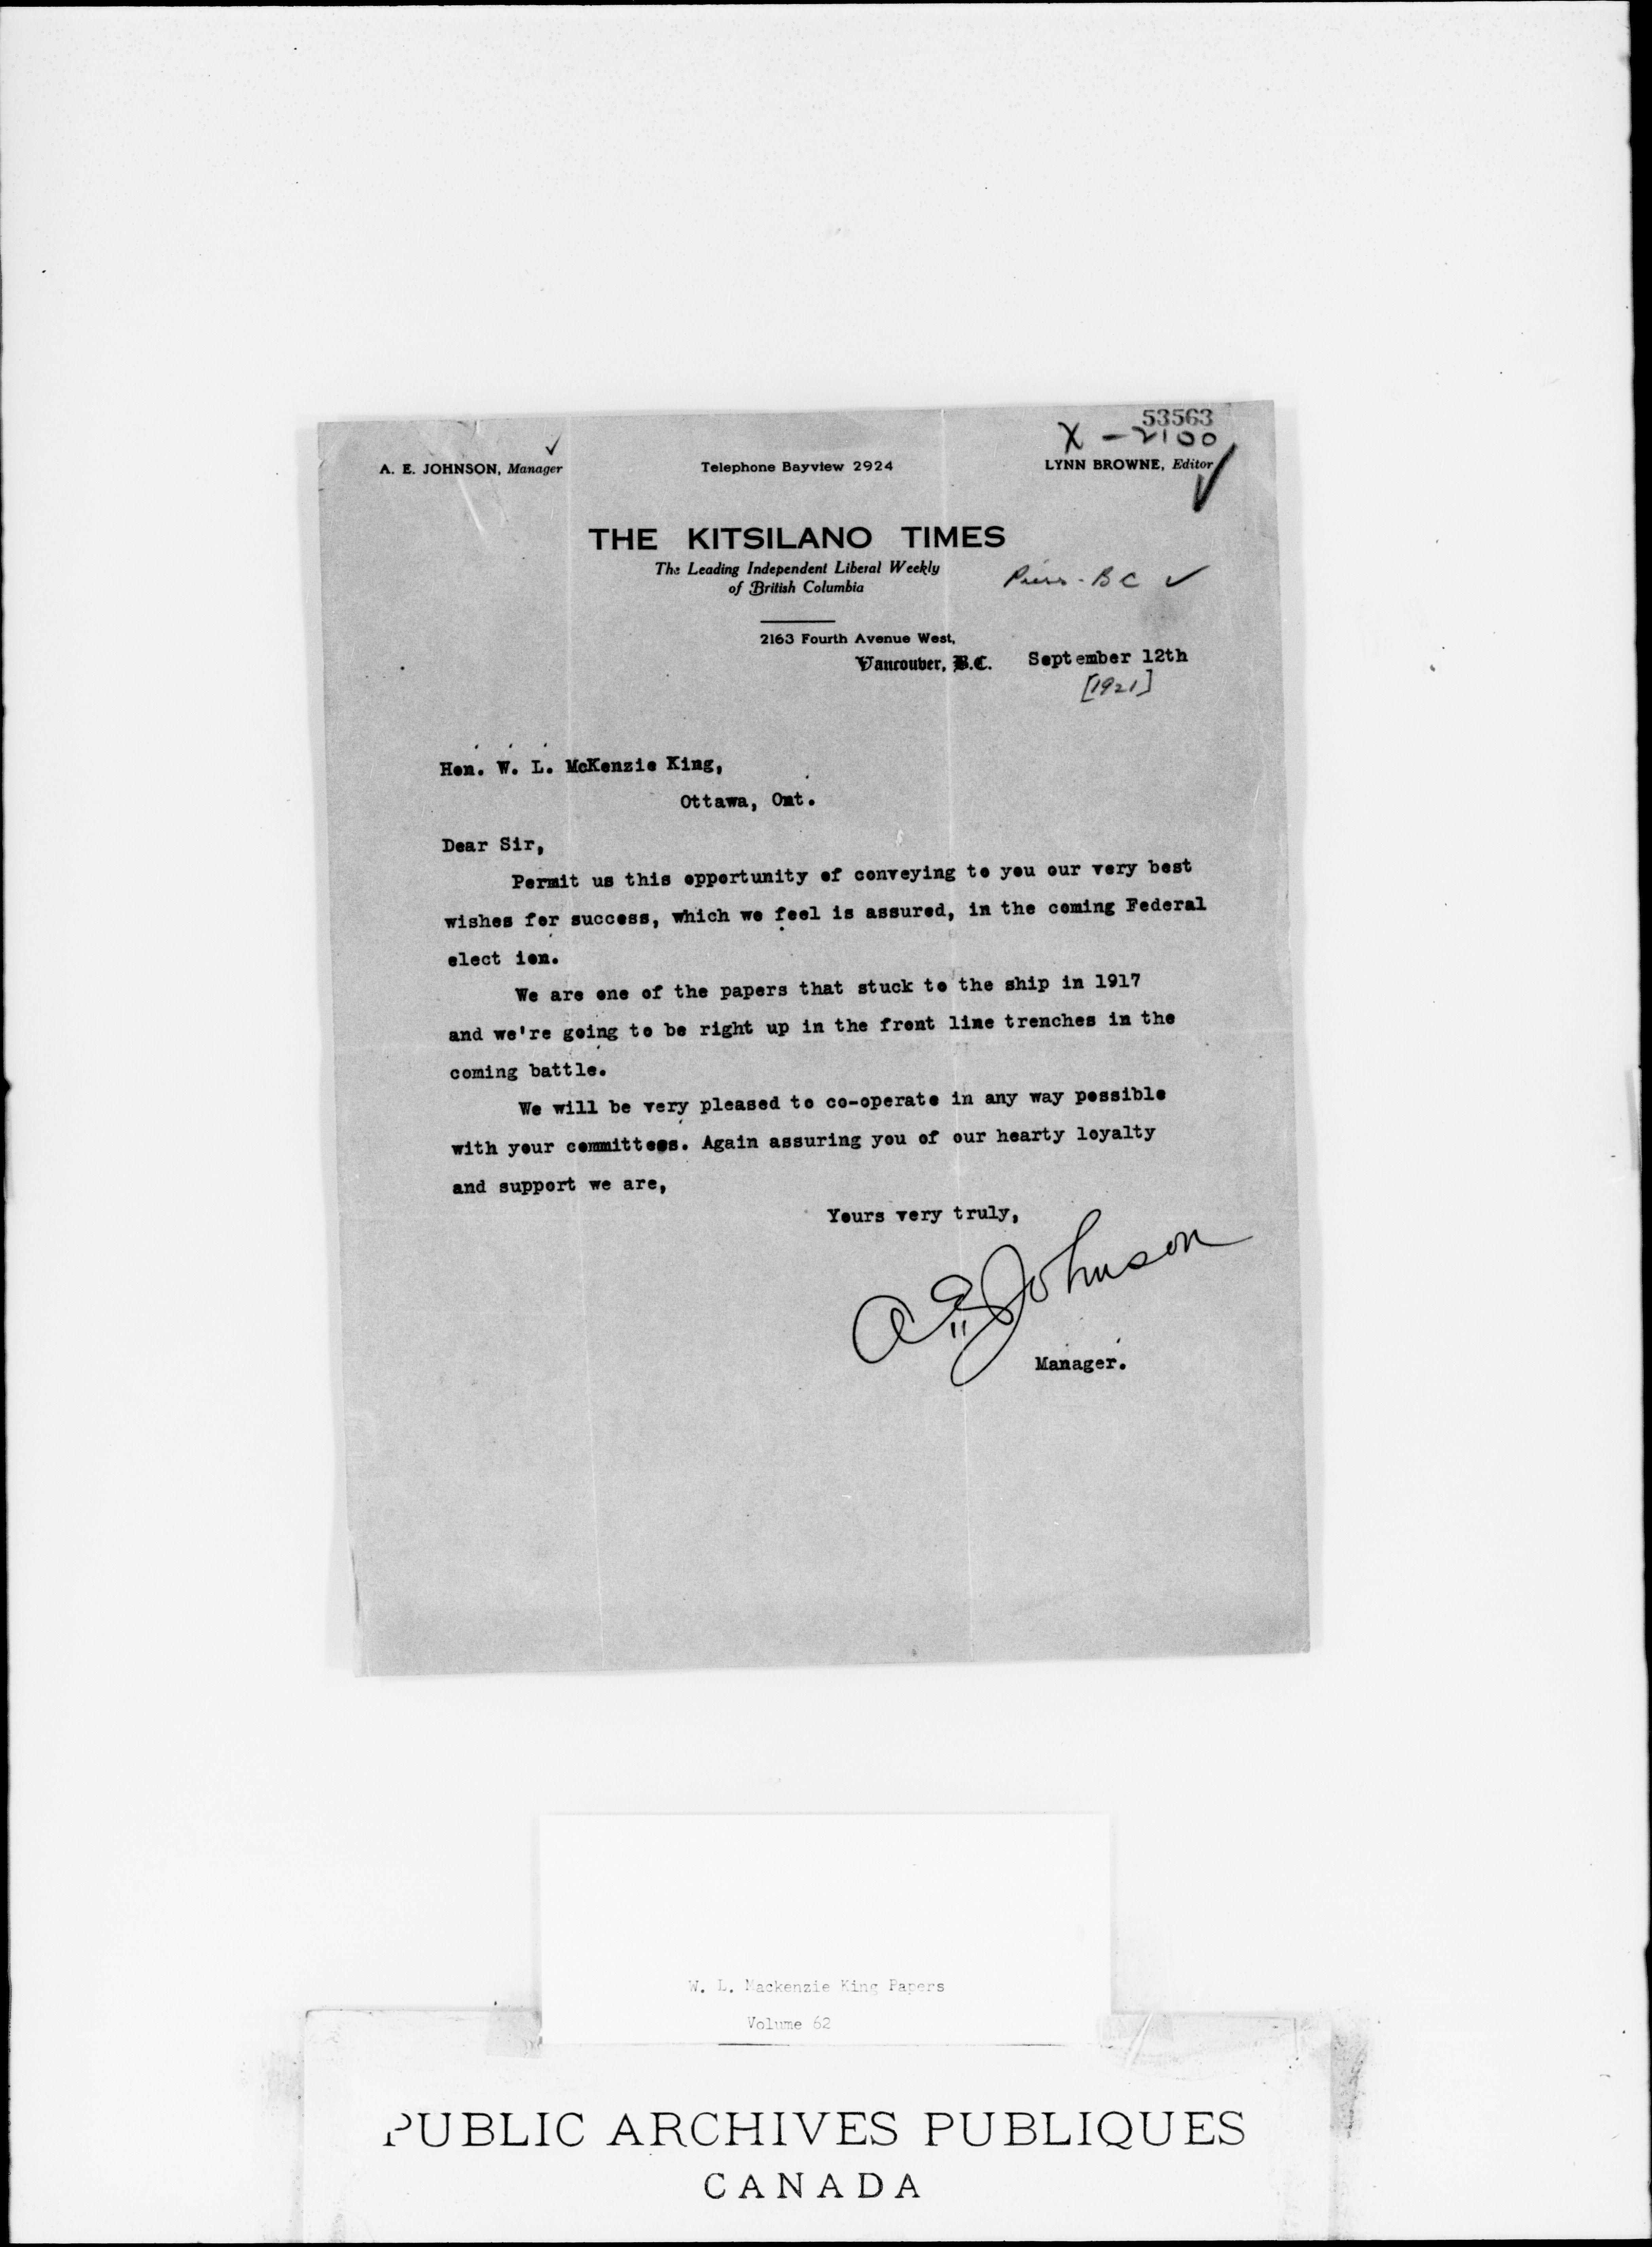 53563
X - 2100
A. E. JOHNSON, Manager Telephone Bayview 2924 LYNN BROWNE, Editor
THE KITSILANO TIMES
The Leading Independent Liberal Weekly
of British Columbia
B C
2163 Fourth Avenue West,
Vancouver, B.C. September 12th
[1921]
Hon. W. L. McKenzie King,
Ottawa, Ont.
Dear Sir,
Permit us this opportunity of conveying to you our very best
wishes for success, which we feel is assured, in the coming Federal
elect ion.
We are one of the papers that stuck to the ship in 1917
and we're going to be right up in the front line trenches in the
coming battle.
We will be very pleased to co-operate in any way possible
with your committees. Again assuring you of our hearty loyalty
and support we are,
Yours very truly,
A E Johnson
Manager.
W. L. Mackenzie King Papers
Volume 62
PUBLIC ARCHIVES PUBLIQUES
CANADA